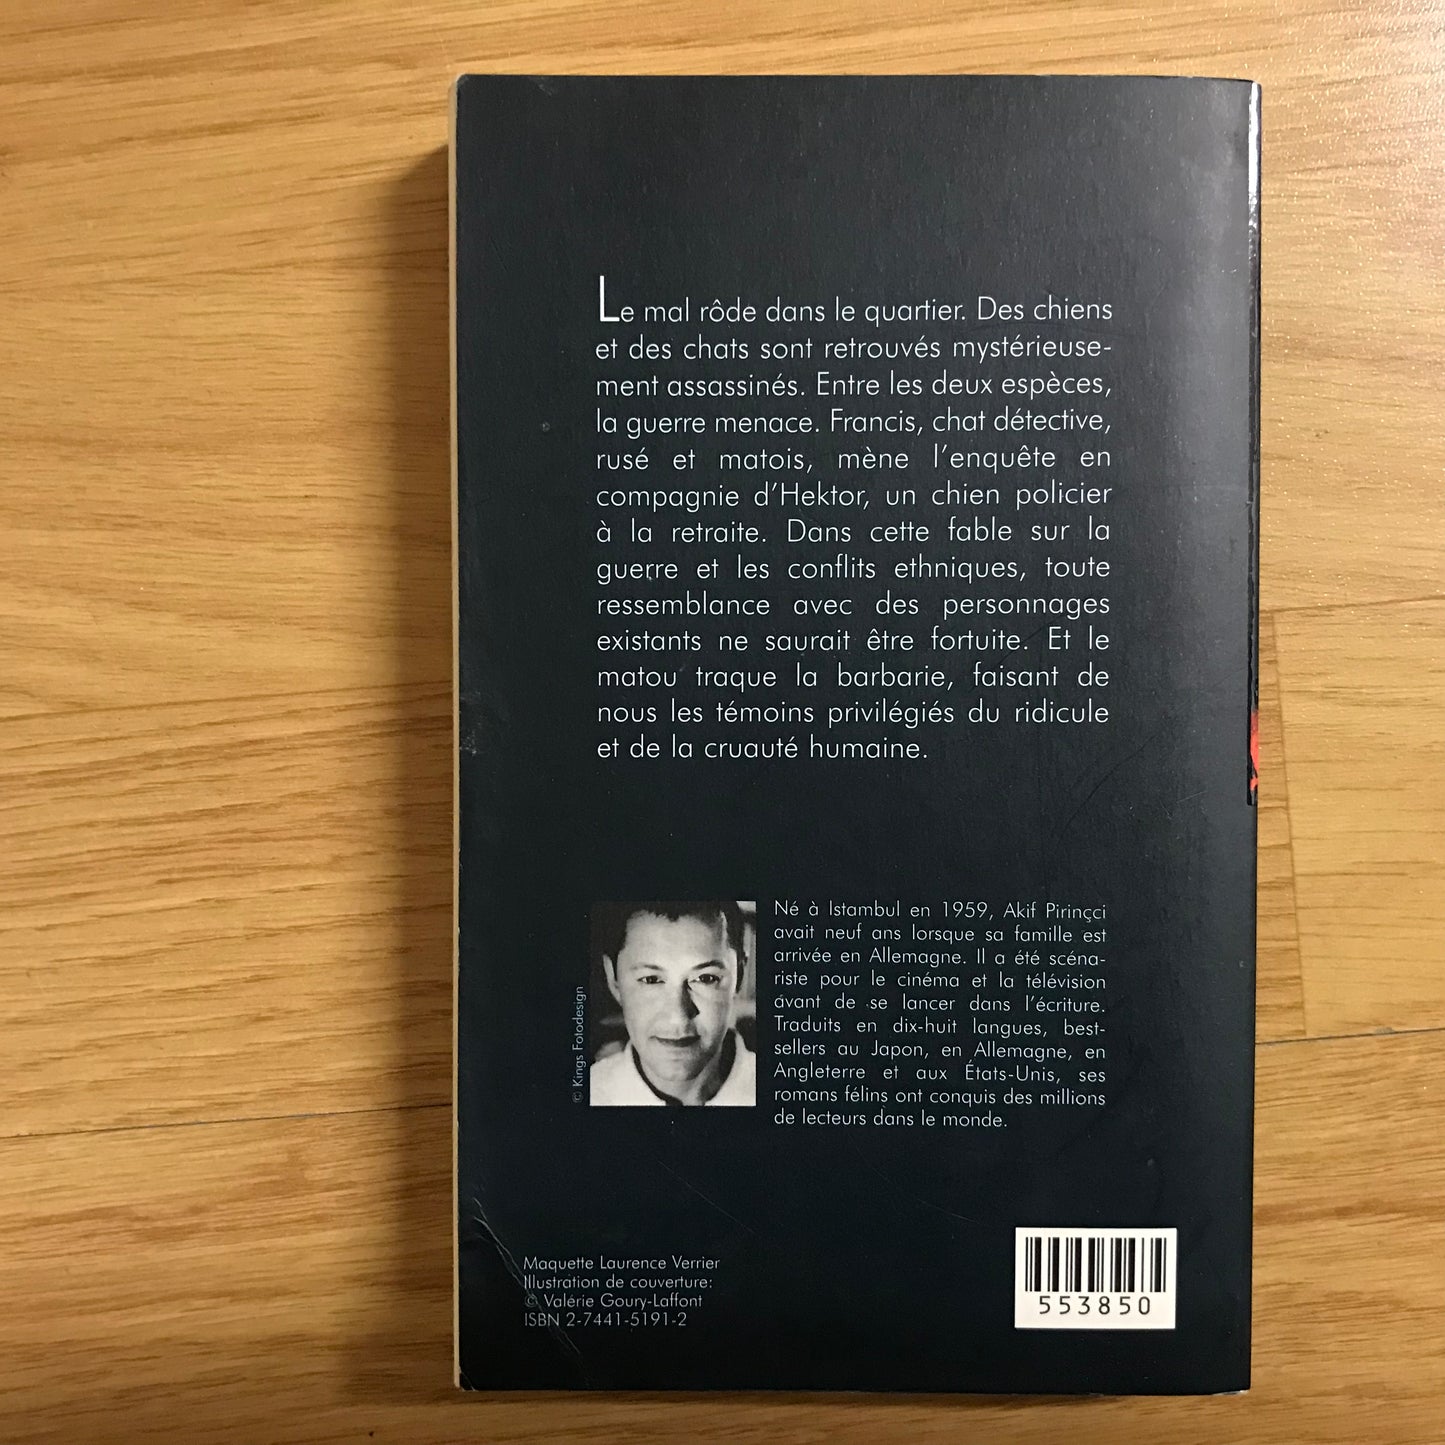 Le mal rôde dans le quartier. Des chiens
et des chats sont retrouvés mystérieuse-
ment assassinés. Entre les deux espèces,
la guerre menace. Francis, chat détective,
rusé et matois, mène l'enquête en
compagnie d'Hektor, un chien policier
à la retraite. Dans cette fable sur la
guerre et les conflits ethniques, toute
ressemblance avec des personnages
existants ne saurait être fortuite. Et le
matou traque la barbarie, faisant de
nous les témoins privilégiés du ridicule
et de la cruauté humaine.
© Kings Fotodesign
Né à Istambul en 1959, Akif Pirinçci
avait neuf ans lorsque sa famille est
arrivée en Allemagne. Il a été scéna-
riste pour le cinéma et la télévision
avant de se lancer dans l'écriture.
Traduits en dix-huit langues, best-
sellers au Japon, en Allemagne, en
Angleterre et aux États-Unis, ses
romans félins ont conquis des millions
de lecteurs dans le monde.
Maquette Laurence Verrier
Illustration de couverture:
© Valérie Goury-Laffont
ISBN 2-7441-5191-2
553850